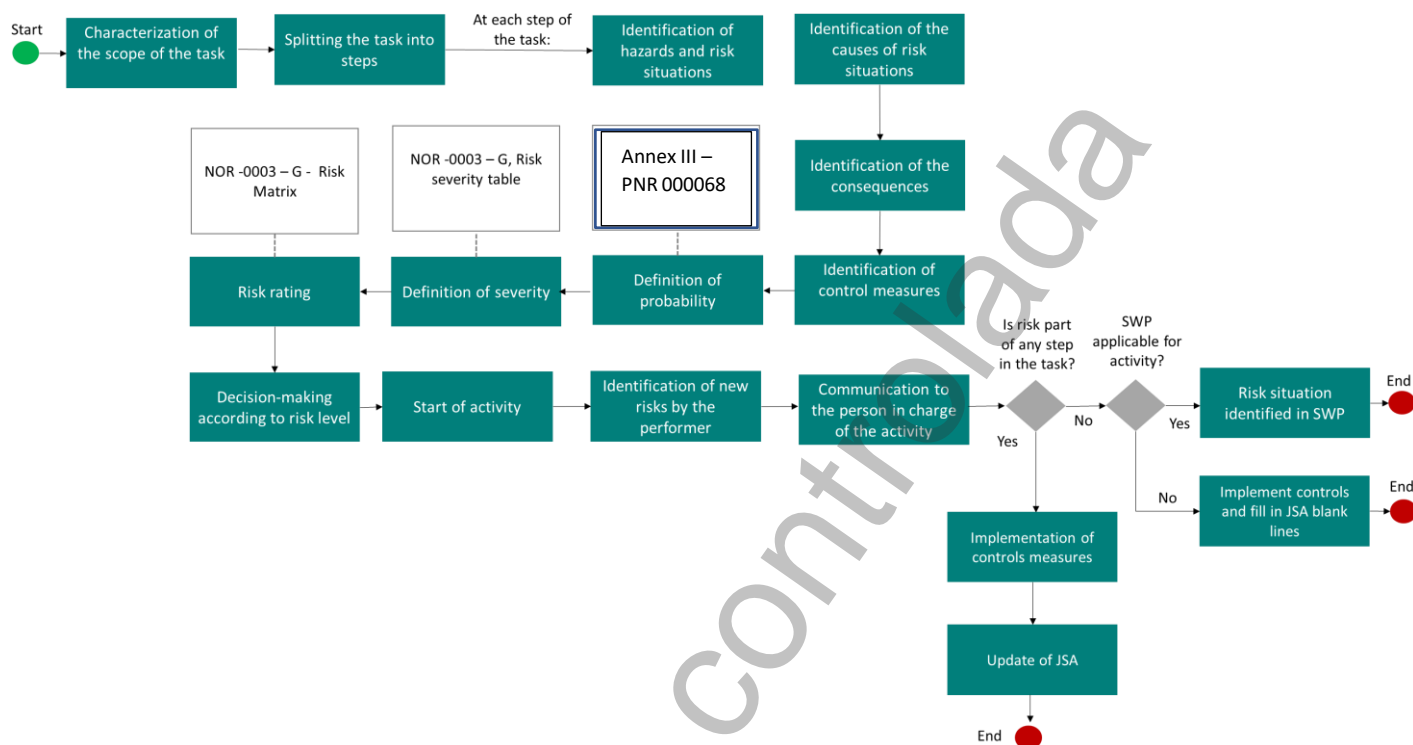 Start
Characterization of
the scope of the task
Splitting the task into
steps
At each step of
the task:
Identification of
hazards and risk
situations
Identification of the
causes of risk
situations
NOR -0003 – G -  Risk
Matrix
NOR -0003 – G, Risk
severity table
Annex III –
PNR 000068
Identification of the
consequences
Risk rating
Definition of severity
Definition of
probability
Identification of
control measures
Is risk part
of any step
in the task?
SWP
applicable for
activity?
Decision-making
according to risk level
Start of activity
Identification of new
risks by the
performer
Communication to
the person in charge
of the activity
Yes
No
Yes
Risk situation
identified in SWP
End
No
Implement controls
and fill in JSA blank
lines
End
Implementation of
controls measures
Update of JSA
End
controlada